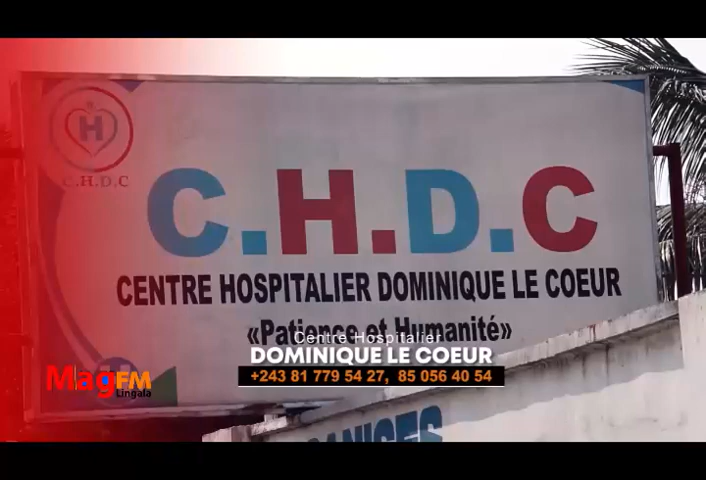 H
C.H.D.C
C.H.D.C
CENTRE HOSPITALIER DOMINIQUE LE COEUR
«Patience et Humanité»
Centre Hospitalier
DOMINIQUE LE COEUR
+243 81 779 54 27, 85 056 40 54
MagFM
Lingala